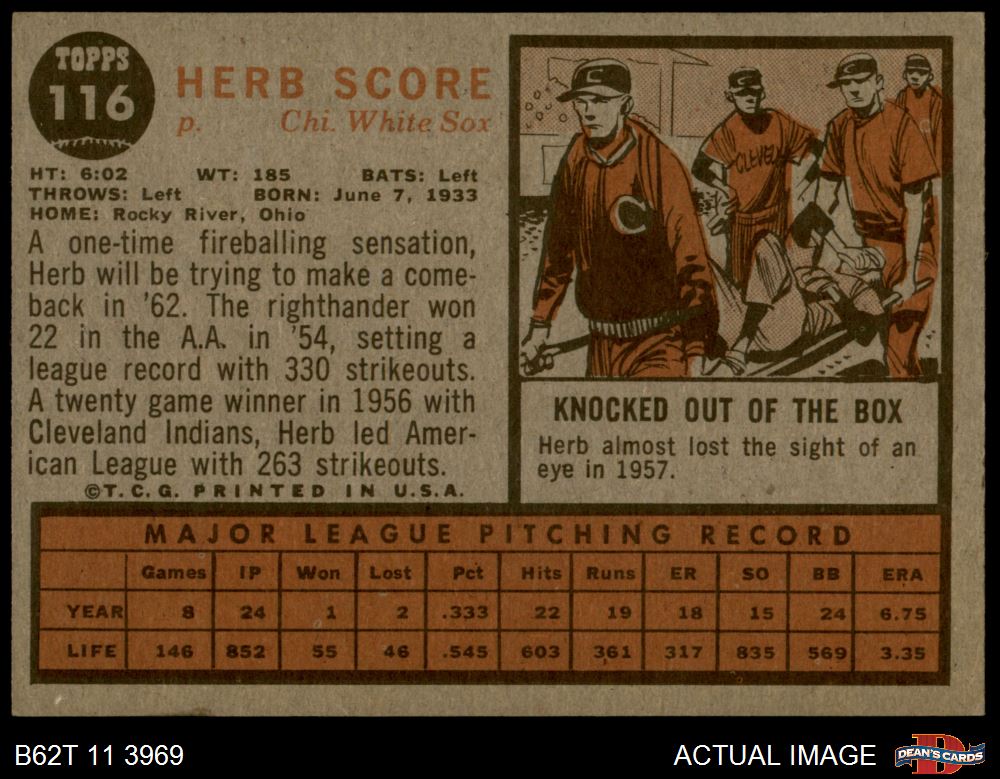 TOPPS
116
HERB SCORE
p. Chi. White Sox
HT: 6:02 WT: 185 BATS: Left
THROWS: Left BORN: June 7, 1933
HOME: Rocky River, Ohio
A one-time fireballing sensation,
Herb will be trying to make a come-
back in '62. The righthander won
22 in the A.A. in '54, setting a
league record with 330 strikeouts.
A twenty game winner in 1956 with
Cleveland Indians, Herb led Amer-
ican League with 263 strikeouts.
©T.C.G. PRINTED IN U.S.A.
C
C
CLEVEL
KNOCKED OUT OF THE BOX
Herb almost lost the sight of an
eye in 1957.
MAJOR LEAGUE PITCHING RECORD
Games IP Won Lost Pct Hits Runs ER SO BB ERA
YEAR 8 24 1 2 .333 22 19 18 15 24 6.75
LIFE 146 852 55 46 .545 603 361 317 835 569 3.35
B62T 11 3969
ACTUAL IMAGE
D
DEAN'S CARDS